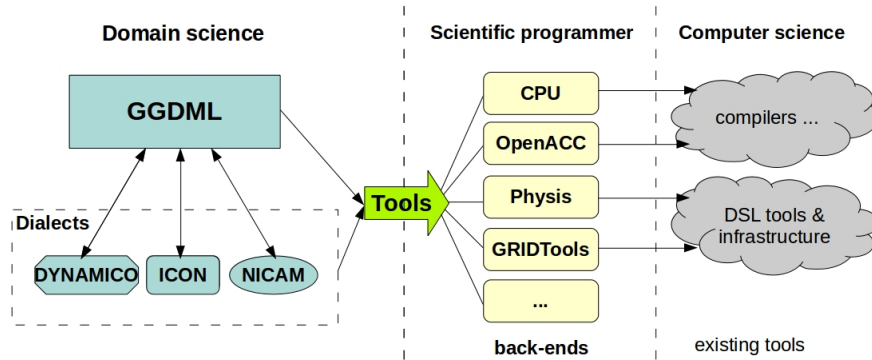 Domain science
Scientific programmer
Computer science
GGDML
Dialects
DYNAMICO
ICON
NICAM
Tools
CPU
OpenACC
Physis
GRIDTools
...
back-ends
compilers ...
DSL tools &
infrastructure
existing tools